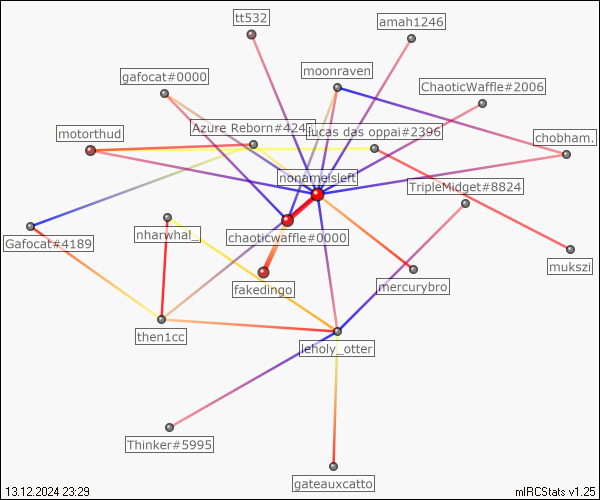 tt532
amah1246
moonraven
gafocat#0000
ChaoticWaffle#2006
Azure Reborn#424
lucas das oppai#2396
motorthud
chobham.
nonameisleft
TripleMidget#8824
nharwhal_
chaoticwaffle#0000
Gafocat#4189
mukszi
fakedingo
mercurybro
then1cc
leholy_otter
Thinker#5995
gateauxcatto
13.12.2024 23:29
mIRCStats v1.25